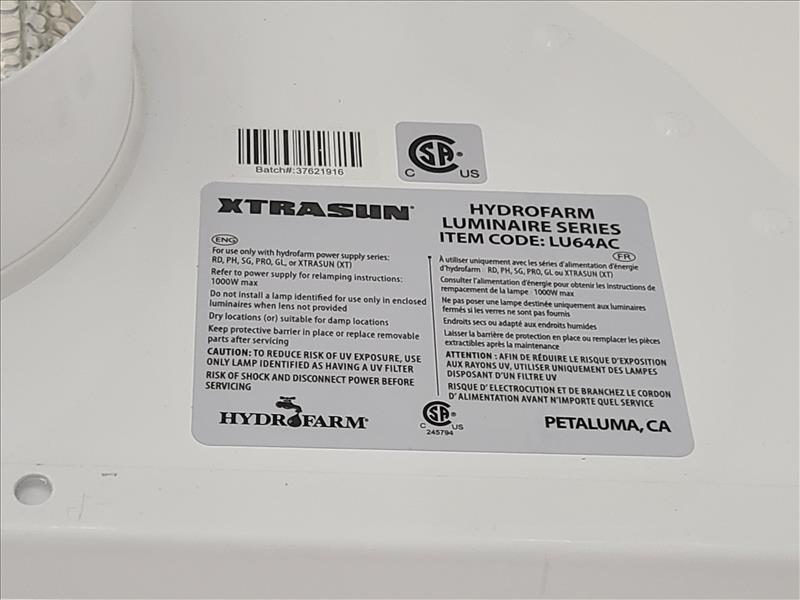 Batch#:37621916
CSA®
C US
XTRASUN®
HYDROFARM
LUMINAIRE SERIES
ITEM CODE: LU64AC
ENG
For use only with hydrofarm power supply series:
RD, PH, SG, PRO, GL, or XTRASUN (XT)
Refer to power supply for relamping instructions:
1000W max
Do not install a lamp identified for use only in enclosed
luminaires when lens not provided
Dry locations (or) suitable for damp locations
Keep protective barrier in place or replace removable
parts after servicing
CAUTION: TO REDUCE RISK OF UV EXPOSURE, USE
ONLY LAMP IDENTIFIED AS HAVING A UV FILTER
RISK OF SHOCK AND DISCONNECT POWER BEFORE
SERVICING
FR
À utiliser uniquement avec les séries d'alimentation d'énergie
d'hydrofarm : RD, PH, SG, PRO, GL ou XTRASUN (XT)
Consulter l'alimentation d'énergie pour obtenir les instructions de
rempacement de la lampe : 1000W max
Ne pas poser une lampe destinée uniquement aux luminaires
fermés si les verres ne sont pas fournis
Endroits secs ou adapté aux endroits humides
Laisser la barrière de protection en place ou remplacer les pièces
extractibles après la maintenance
ATTENTION : AFIN DE RÉDUIRE LE RISQUE D'EXPOSITION
AUX RAYONS UV, UTILISER UNIQUEMENT DES LAMPES
DISPOSANT D'UN FILTRE UV
RISQUE D'ELECTROCUTION ET DE BRANCHEZ LE CORDON
D'ALIMENTATION AVANT N'IMPORTE QUEL SERVICE
HYDROFARM®
CSA®
C US
245794
PETALUMA, CA